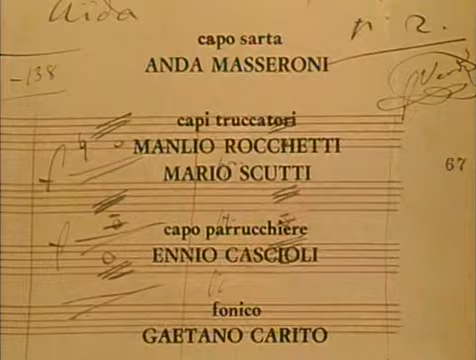 Aida
capo sarta
n. 2.
ANDA MASSERONI
-138
Verdi
capi truccatori
MANLIO ROCCHETTI
67
MARIO SCUTTI
capo parrucchiere
ENNIO CASCIOLI
fonico
GAETANO CARITO